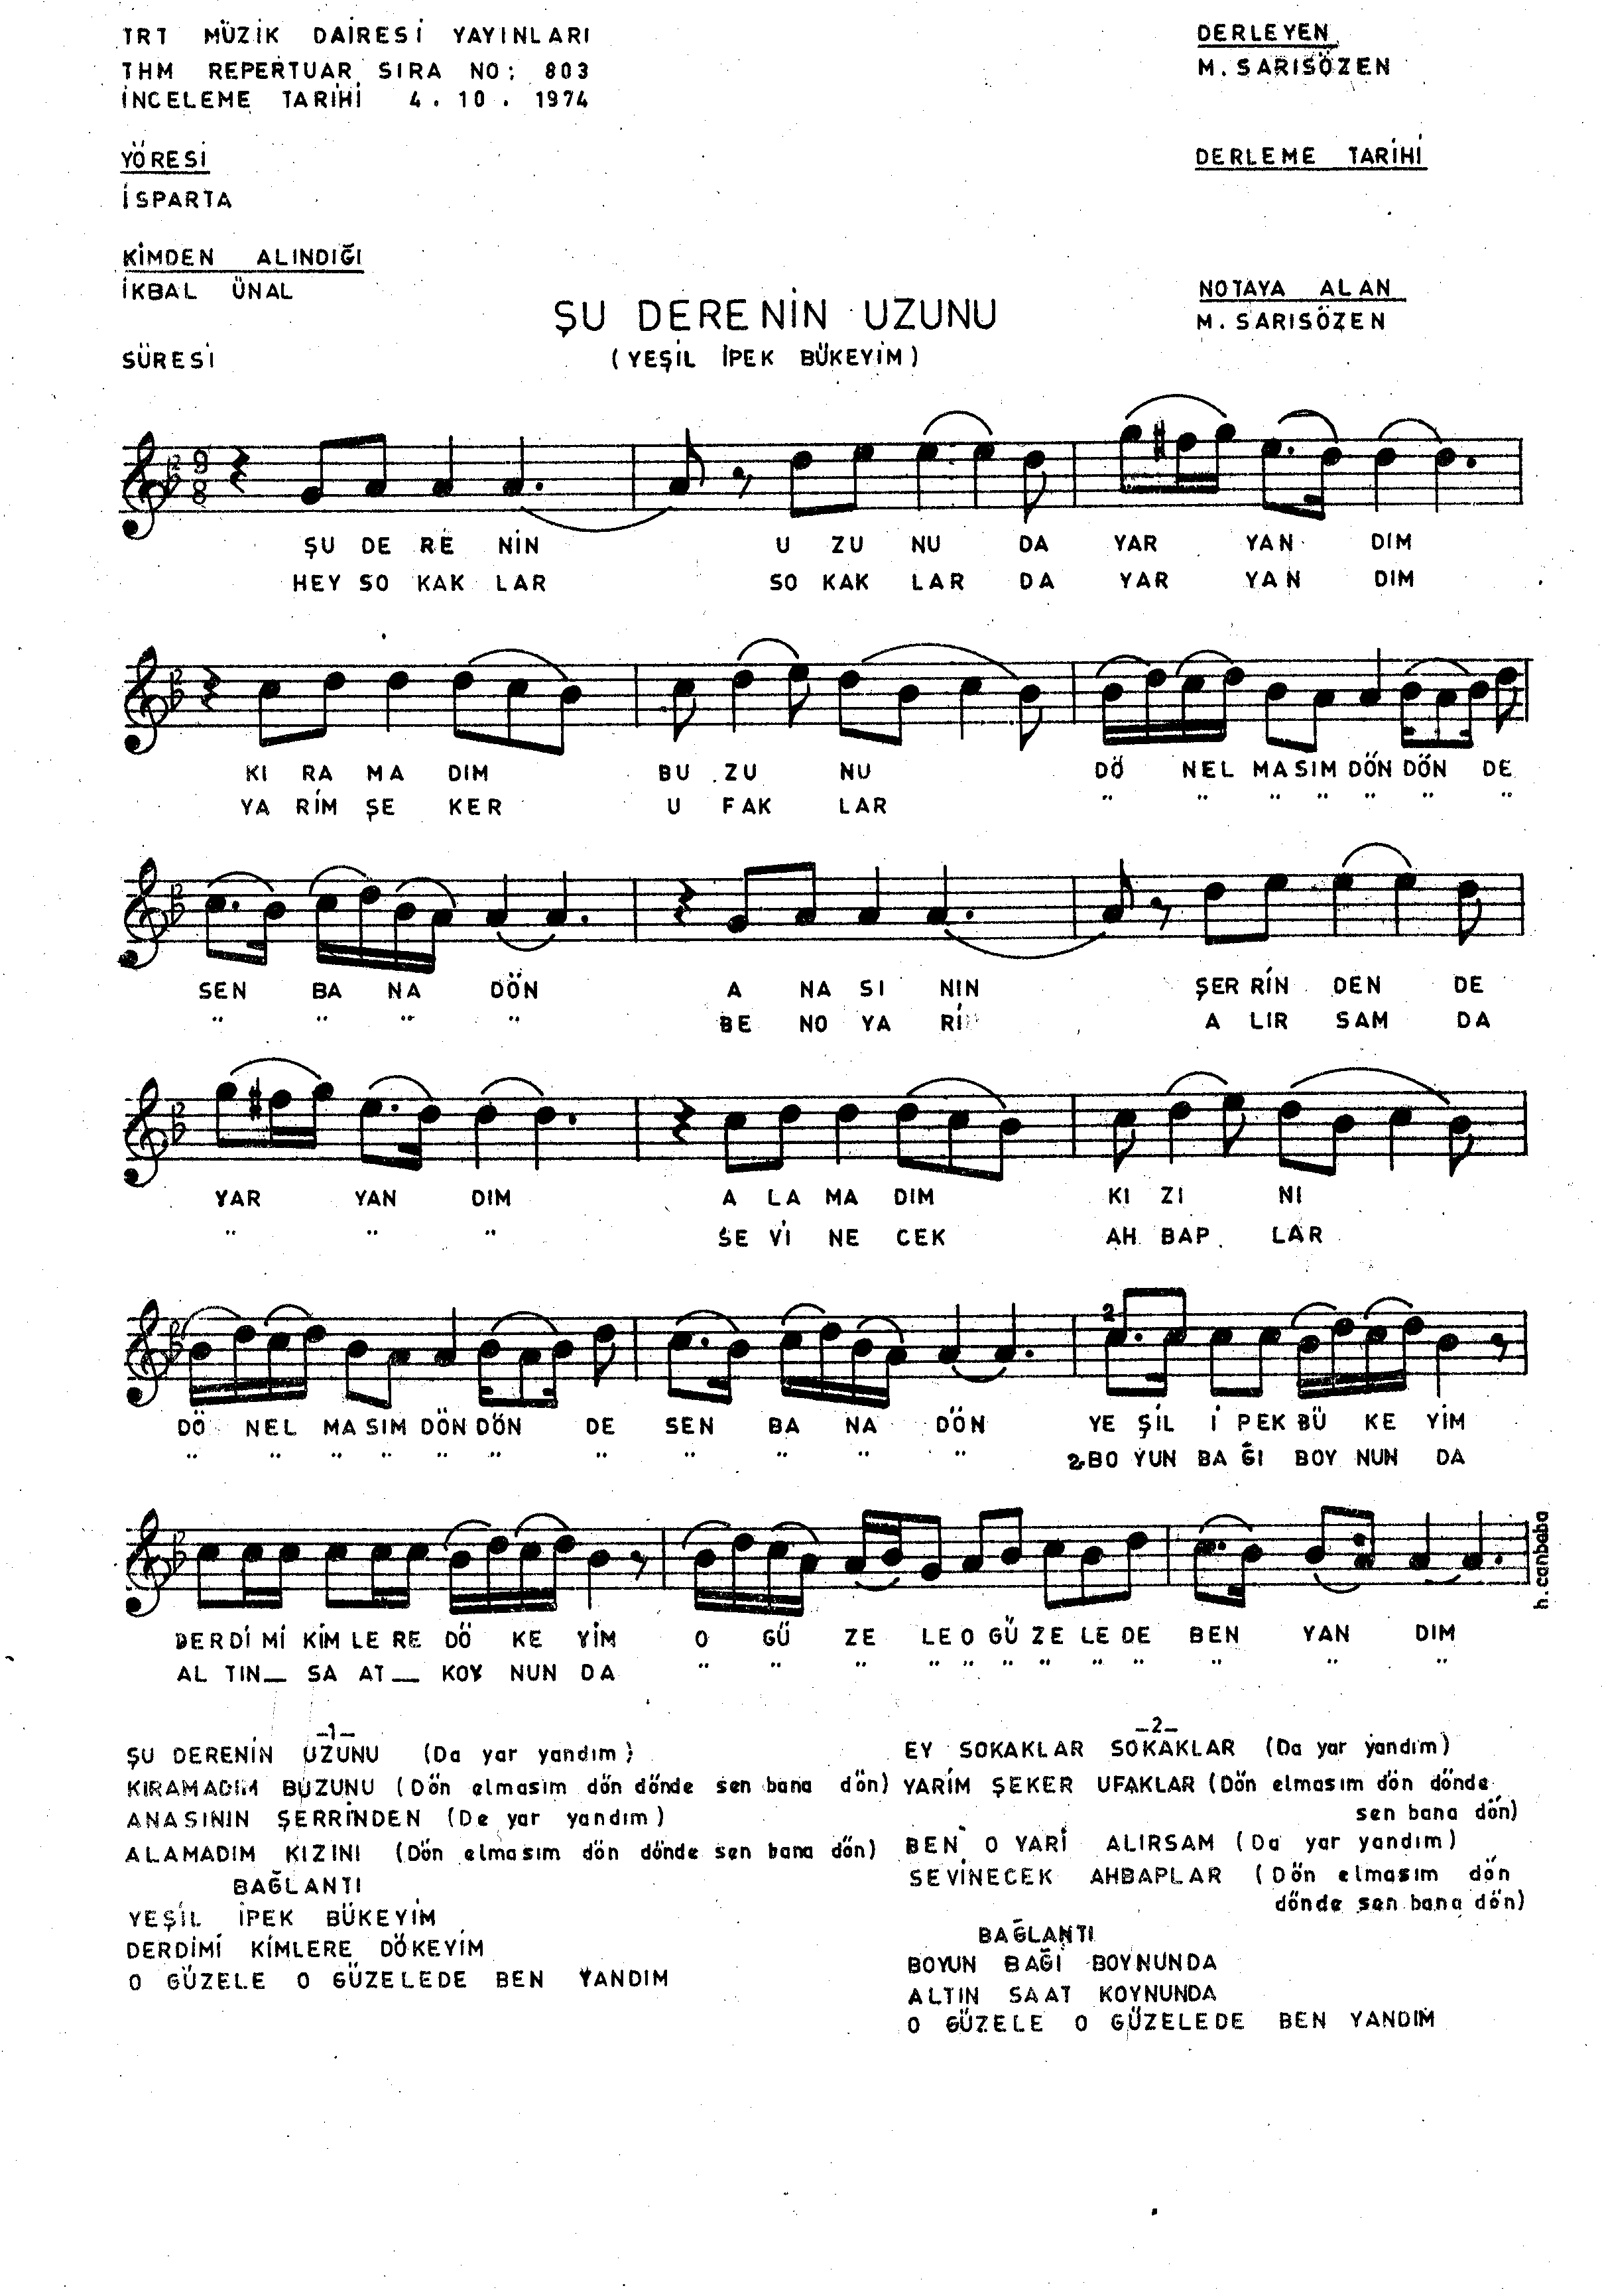 TRT MÜZİK DAİRESİ YAYINLARI
THM REPERTUAR SIRA NO: 803
İNCELEME TARİHİ 4.10.1974
DERLEYEN
M. SARISÖZEN
YÖRESİ
İSPARTA
DERLEME TARİHİ
KİMDEN ALINDIĞI
İKBAL ÜNAL
NOTAYA ALAN
M. SARISÖZEN
ŞU DERENİN UZUNU
(YEŞİL İPEK BÜKEYİM)
SÜRESİ
9
8
ŞU DE RE NİN U ZU NU DA YAR YAN DIM
HEY SO KAK LAR SO KAK LAR DA YAR YAN DIM
KI RA MA DIM BU ZU NU DÖ NEL MA SIM DÖN DÖN DE
YA RİM ŞE KER U FAK LAR " " " " " " "
SEN BA NA DÖN A NA SI NIN ŞER RİN DEN DE
" " " " BE NO YA Rİ A LIR SAM DA
YAR YAN DIM A LA MA DIM KI ZI NI
" " " SE Vİ NE CEK AH BAP LAR
2
DÖ NEL MA SIM DÖN DÖN DE SEN BA NA DÖN YE ŞİL İ PEK BÜ KE YİM
" " " " " " " " " " " 2-BO YUN BA ĞI BOY NUN DA
DERDİ Mİ KİM LE RE DÖ KE YİM O GÜ ZE LE O GÜ ZE LE DE BEN YAN DIM
AL TIN_ SA AT_ KOY NUN DA " " " " " " " " " " " "
h.canbaba
-1-
ŞU DERENİN UZUNU (Da yar yandım)
KIRAMADIM BUZUNU (Dön elmasım dön dönde sen bana dön)
ANASININ ŞERRİNDEN (De yar yandım)
ALAMADIM KIZINI (Dön elmasım dön dönde sen bana dön)
BAĞLANTI
YEŞİL İPEK BÜKEYİM
DERDİMİ KİMLERE DÖKEYİM
O GÜZELE O GÜZELEDE BEN YANDIM
-2-
EY SOKAKLAR SOKAKLAR (Da yar yandım)
YARİM ŞEKER UFAKLAR (Dön elmasım dön dönde
sen bana dön)
BEN O YARİ ALIRSAM (Da yar yandım)
SEVİNECEK AHBAPLAR (Dön elmasım dön
dönde sen bana dön)
BAĞLANTI
BOYUN BAĞİ BOYNUNDA
ALTIN SAAT KOYNUNDA
O GÜZELE O GÜZELEDE BEN YANDIM